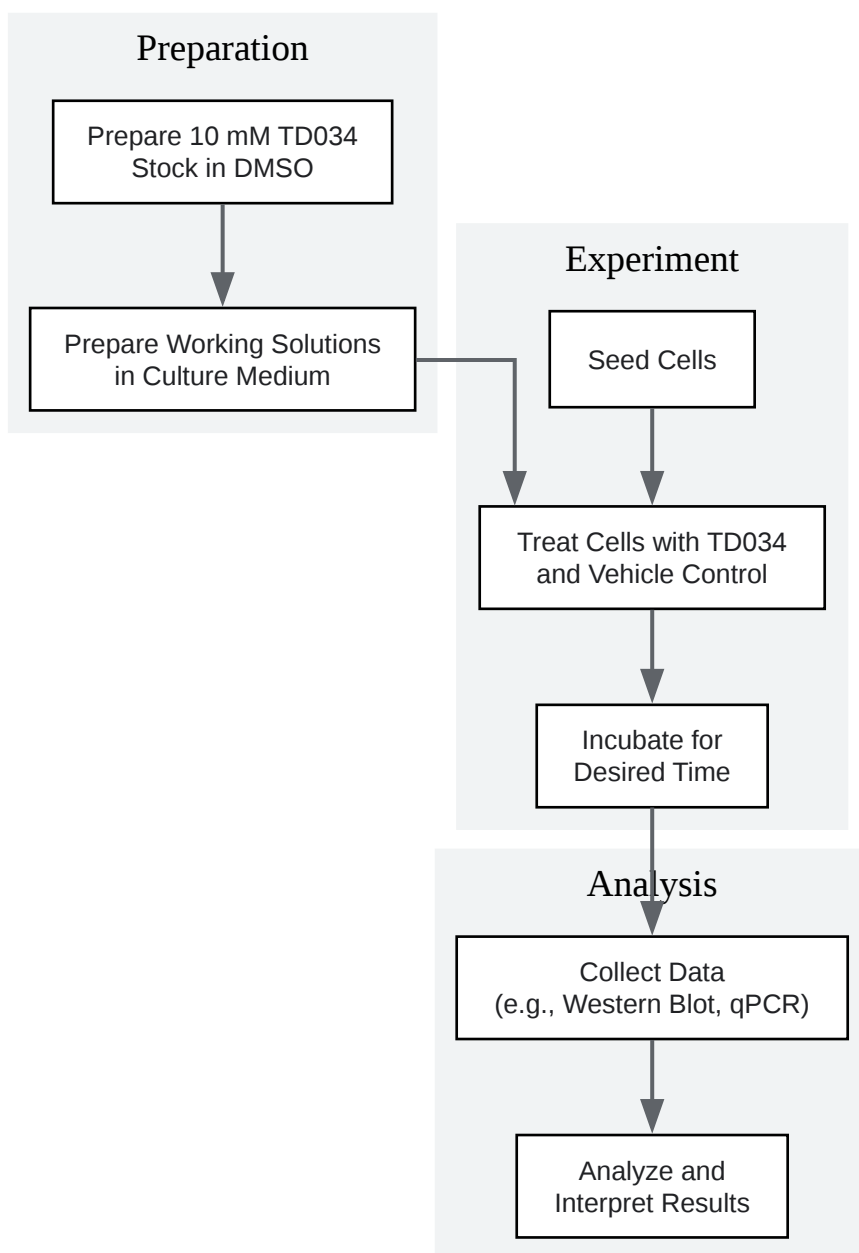 Preparation
Prepare 10 mM TD034
Stock in DMSO
Prepare Working Solutions
in Culture Medium
Experiment
Seed Cells
Treat Cells with TD034
and Vehicle Control
Incubate for
Desired Time
Analysis
Collect Data
(e.g., Western Blot, qPCR)
Analyze and
Interpret Results